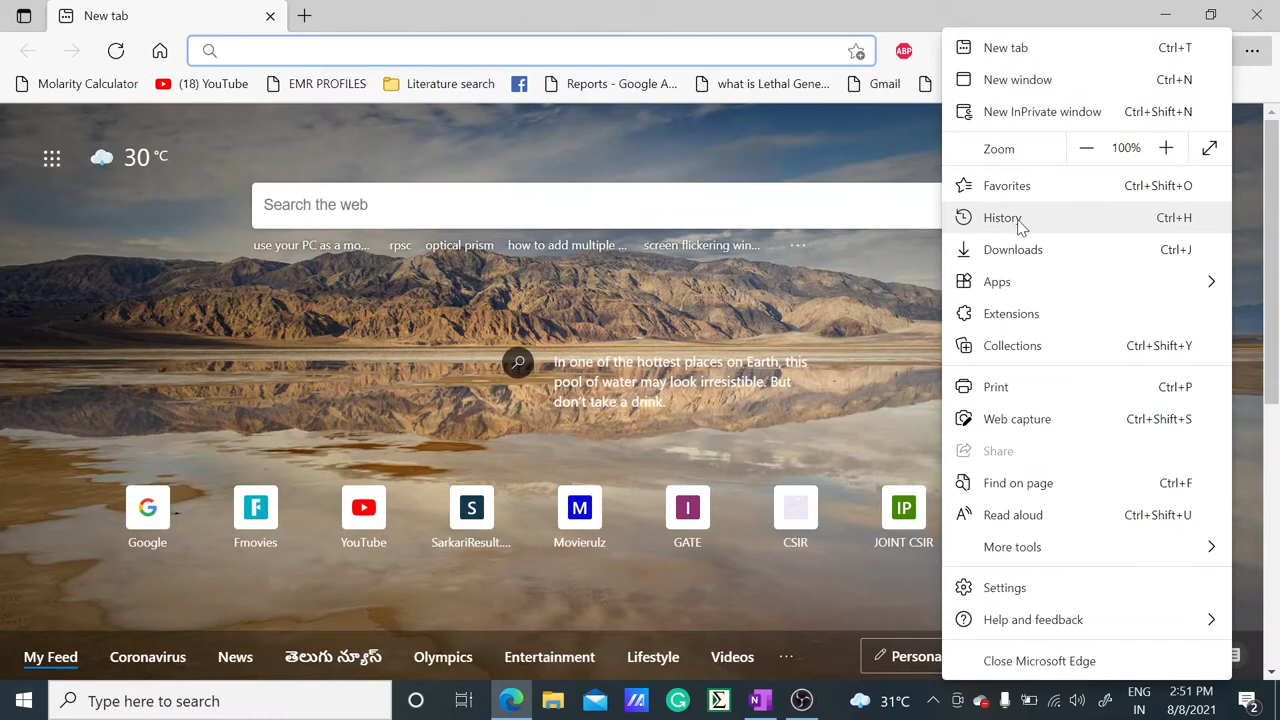 New tab
Molarity Calculator
(18) YouTube
EMR PROFILES
Literature search
Reports - Google A...
what is Lethal Gene...
Gmail
ABP
30 °C
Search the web
use your PC as a mo...
rpsc
optical prism
how to add multiple ...
screen flickering win...
In one of the hottest places on Earth, this
pool of water may look irresistible. But
don't take a drink.
G
Google
F
Fmovies
YouTube
S
SarkariResult....
M
Movierulz
I
GATE
CSIR
IP
JOINT CSIR
My Feed
Coronavirus
News
తెలుగు న్యూస్
Olympics
Entertainment
Lifestyle
Videos
Persona
New tab Ctrl+T
New window Ctrl+N
New InPrivate window Ctrl+Shift+N
Zoom 100%
Favorites Ctrl+Shift+O
History Ctrl+H
Downloads Ctrl+J
Apps
Extensions
Collections Ctrl+Shift+Y
Print Ctrl+P
Web capture Ctrl+Shift+S
Share
Find on page Ctrl+F
Read aloud Ctrl+Shift+U
More tools
Settings
Help and feedback
Close Microsoft Edge
Type here to search
31°C
ENG
IN
2:51 PM
8/8/2021
2